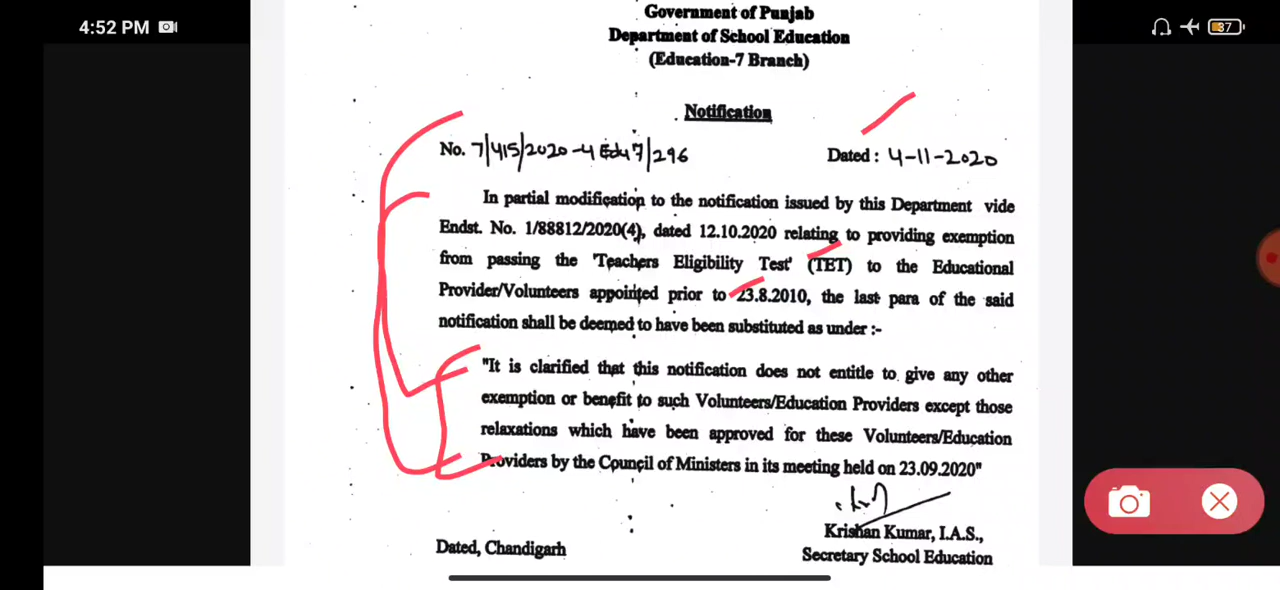 4:52 PM
37
Government of Punjab
Department of School Education
(Education-7 Branch)
Notification
No. 7/415/2020-4 Edu7/296
Dated : 4-11-2020
In partial modification to the notification issued by this Department vide
Endst. No. 1/88812/2020(4), dated 12.10.2020 relating to providing exemption
from passing the 'Teachers Eligibility Test' (TET) to the Educational
Provider/Volunteers appointed prior to 23.8.2010, the last para of the said
notification shall be deemed to have been substituted as under :-
"It is clarified that this notification does not entitle to give any other
exemption or benefit to such Volunteers/Education Providers except those
relaxations which have been approved for these Volunteers/Education
Providers by the Council of Ministers in its meeting held on 23.09.2020"
Krishan Kumar, I.A.S.,
Secretary School Education
Dated, Chandigarh